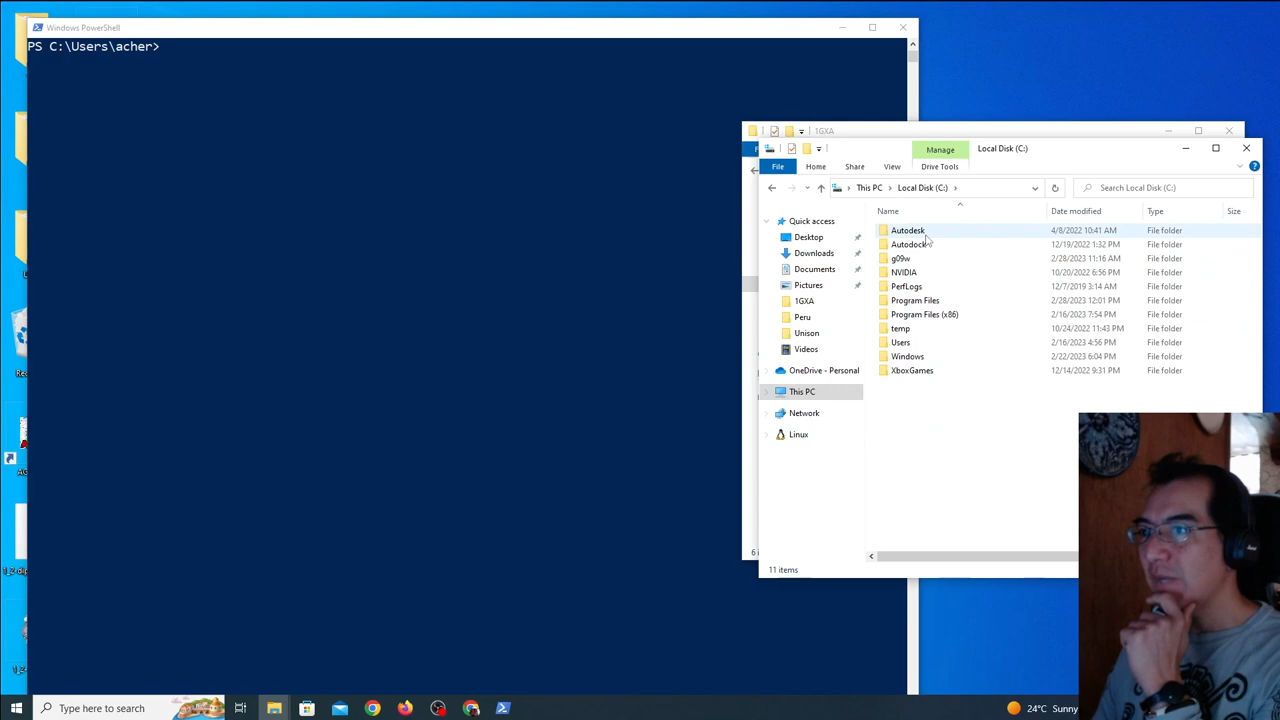 Windows PowerShell
PS C:\Users\acher>
1GXA
Manage
Local Disk (C:)
File
Home
Share
View
Drive Tools
This PC
Local Disk (C:)
Search Local Disk (C:)
Name
Date modified
Type
Size
Quick access
Desktop
Downloads
Documents
Pictures
1GXA
Peru
Unison
Videos
OneDrive - Personal
This PC
Network
Linux
Autodesk 4/8/2022 10:41 AM File folder
Autodock 12/19/2022 1:32 PM File folder
g09w 2/28/2023 11:16 AM File folder
NVIDIA 10/20/2022 6:56 PM File folder
PerfLogs 12/7/2019 3:14 AM File folder
Program Files 2/28/2023 12:01 PM File folder
Program Files (x86) 2/16/2023 7:54 PM File folder
temp 10/24/2022 11:43 PM File folder
Users 2/16/2023 4:56 PM File folder
Windows 2/22/2023 6:04 PM File folder
XboxGames 12/14/2022 9:31 PM File folder
11 items
Type here to search
24°C Sunny